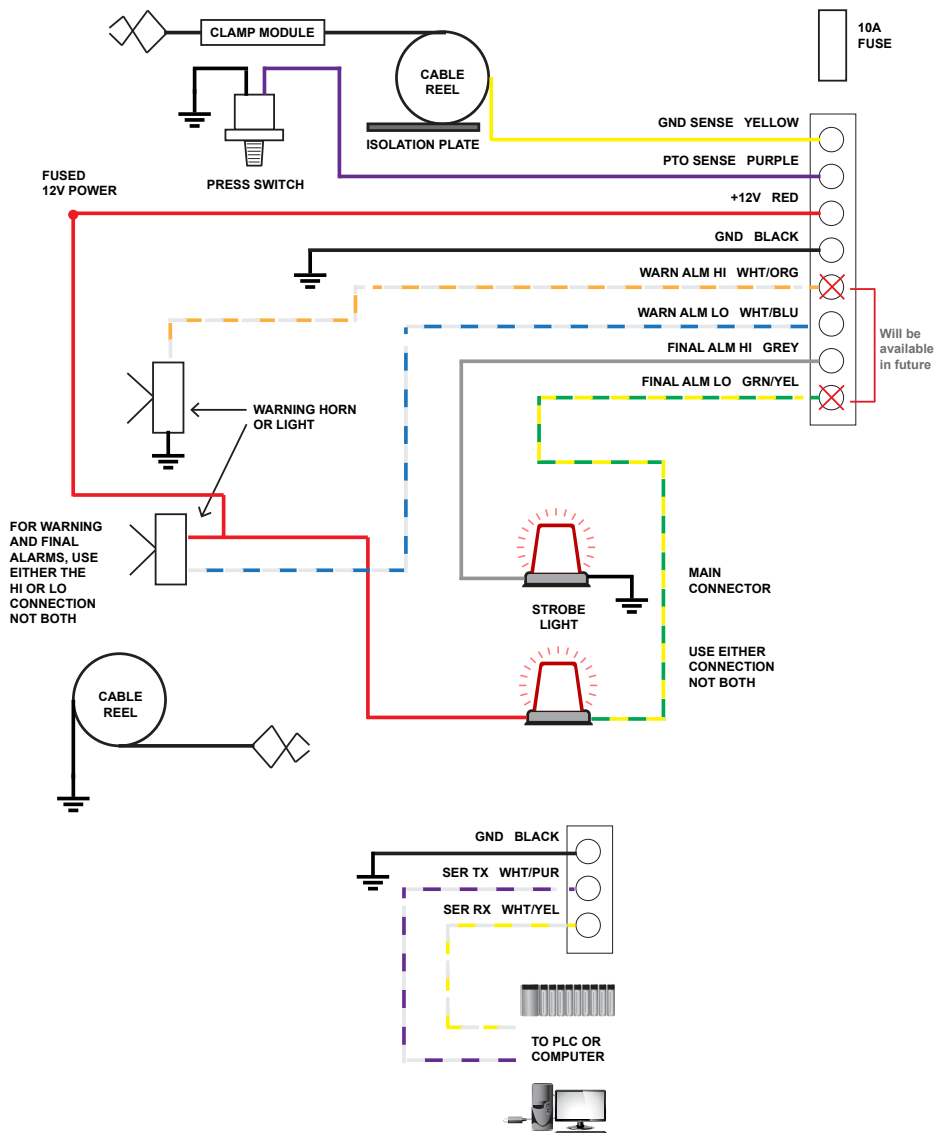 10A
FUSE
CLAMP MODULE
CABLE
REEL
ISOLATION PLATE
PRESS SWITCH
GND SENSE YELLOW
PTO SENSE PURPLE
FUSED
12V POWER
+12V RED
GND BLACK
WARN ALM HI WHT/ORG
WARN ALM LO WHT/BLU
FINAL ALM HI GREY
FINAL ALM LO GRN/YEL
Will be
available
in future
WARNING HORN
OR LIGHT
FOR WARNING
AND FINAL
ALARMS, USE
EITHER THE
HI OR LO
CONNECTION
NOT BOTH
STROBE
LIGHT
MAIN
CONNECTOR
USE EITHER
CONNECTION
NOT BOTH
CABLE
REEL
GND BLACK
SER TX WHT/PUR
SER RX WHT/YEL
TO PLC OR
COMPUTER